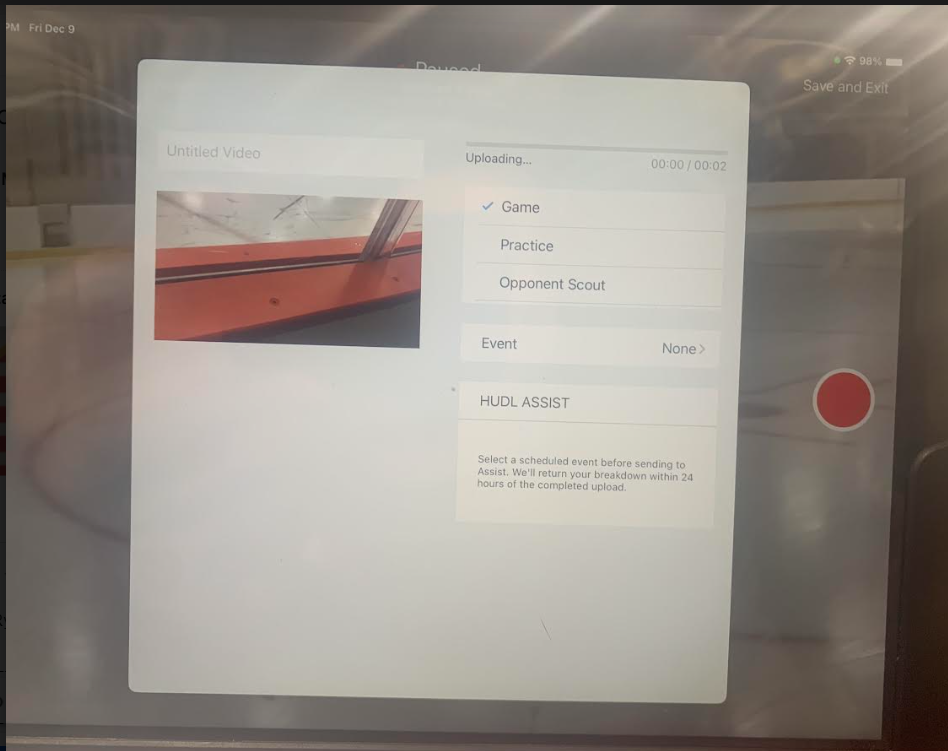 PM Fri Dec 9
98%
Paused
Save and Exit
Untitled Video
Uploading...
00:00 / 00:02
Game
Practice
Opponent Scout
Event
None
HUDL ASSIST
Select a scheduled event before sending to
Assist. We'll return your breakdown within 24
hours of the completed upload.